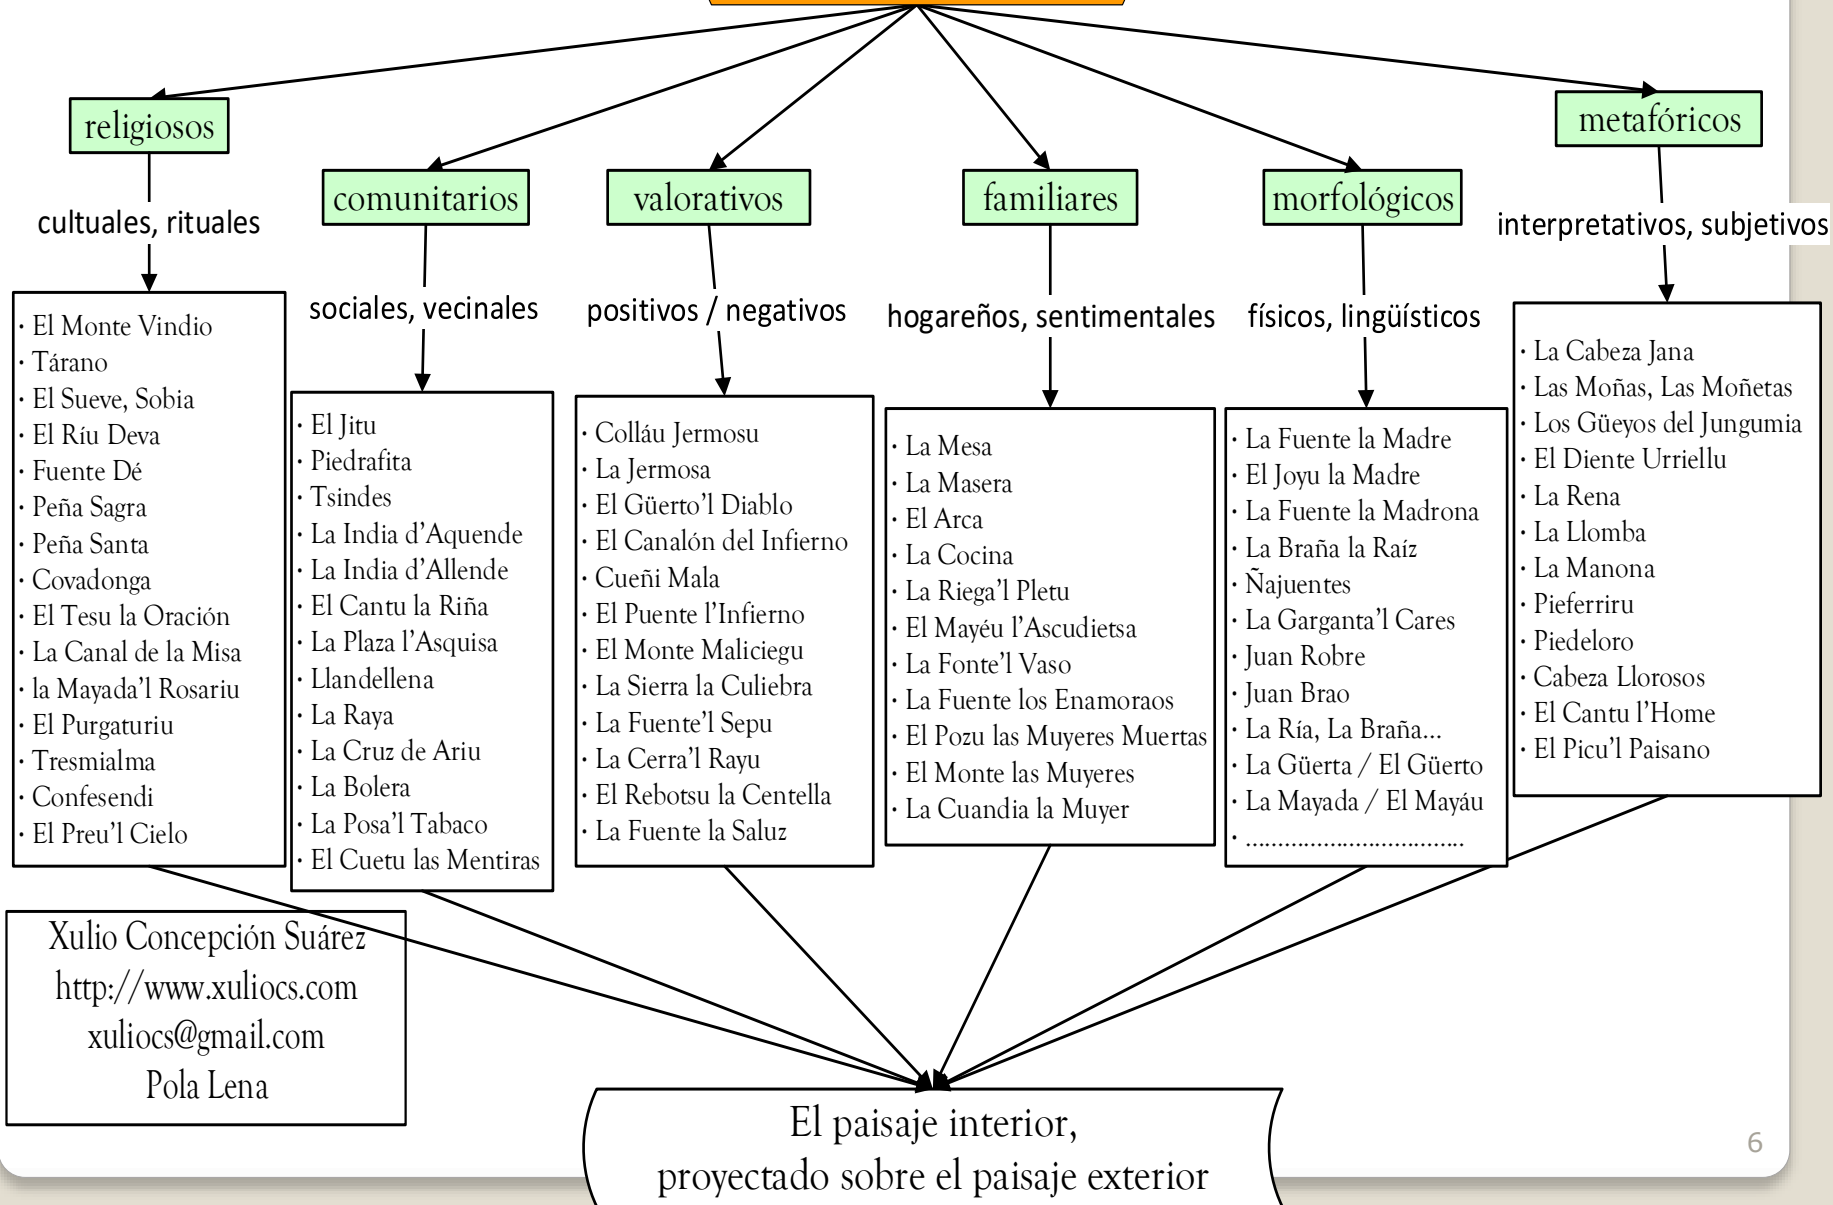 religiosos
cultuales, rituales
· El Monte Vindio
· Tárano
· El Sueve, Sobia
· El Ríu Deva
· Fuente Dé
· Peña Sagra
· Peña Santa
· Covadonga
· El Tesu la Oración
· La Canal de la Misa
· la Mayada'l Rosariu
· El Purgaturiu
· Tresmialma
· Confesendi
· El Preu'l Cielo
comunitarios
sociales, vecinales
· El Jitu
· Piedrafita
· Tsindes
· La India d'Aquende
· La India d'Allende
· El Cantu la Riña
· La Plaza l'Asquisa
· Llandellena
· La Raya
· La Cruz de Ariu
· La Bolera
· La Posa'l Tabaco
· El Cuetu las Mentiras
valorativos
positivos / negativos
· Colláu Jermosu
· La Jermosa
· El Güerto'l Diablo
· El Canalón del Infierno
· Cueñi Mala
· El Puente l'Infierno
· El Monte Maliciegu
· La Sierra la Culiebra
· La Fuente'l Sepu
· La Cerra'l Rayu
· El Rebotsu la Centella
· La Fuente la Saluz
familiares
hogareños, sentimentales
· La Mesa
· La Masera
· El Arca
· La Cocina
· La Riega'l Pletu
· El Mayéu l'Ascudietsa
· La Fonte'l Vaso
· La Fuente los Enamoraos
· El Pozu las Muyeres Muertas
· El Monte las Muyeres
· La Cuandia la Muyer
morfológicos
físicos, lingüísticos
· La Fuente la Madre
· El Joyu la Madre
· La Fuente la Madrona
· La Braña la Raíz
· Ñajuentes
· La Garganta'l Cares
· Juan Robre
· Juan Brao
· La Ría, La Braña...
· La Güerta / El Güerto
· La Mayada / El Mayáu
· ..................................
metafóricos
interpretativos, subjetivos
· La Cabeza Jana
· Las Moñas, Las Moñetas
· Los Güeyos del Jungumia
· El Diente Urriellu
· La Rena
· La Llomba
· La Manona
· Pieferriru
· Piedeloro
· Cabeza Llorosos
· El Cantu l'Home
· El Picu'l Paisano
Xulio Concepción Suárez
http://www.xuliocs.com
xuliocs@gmail.com
Pola Lena
El paisaje interior,
proyectado sobre el paisaje exterior
6